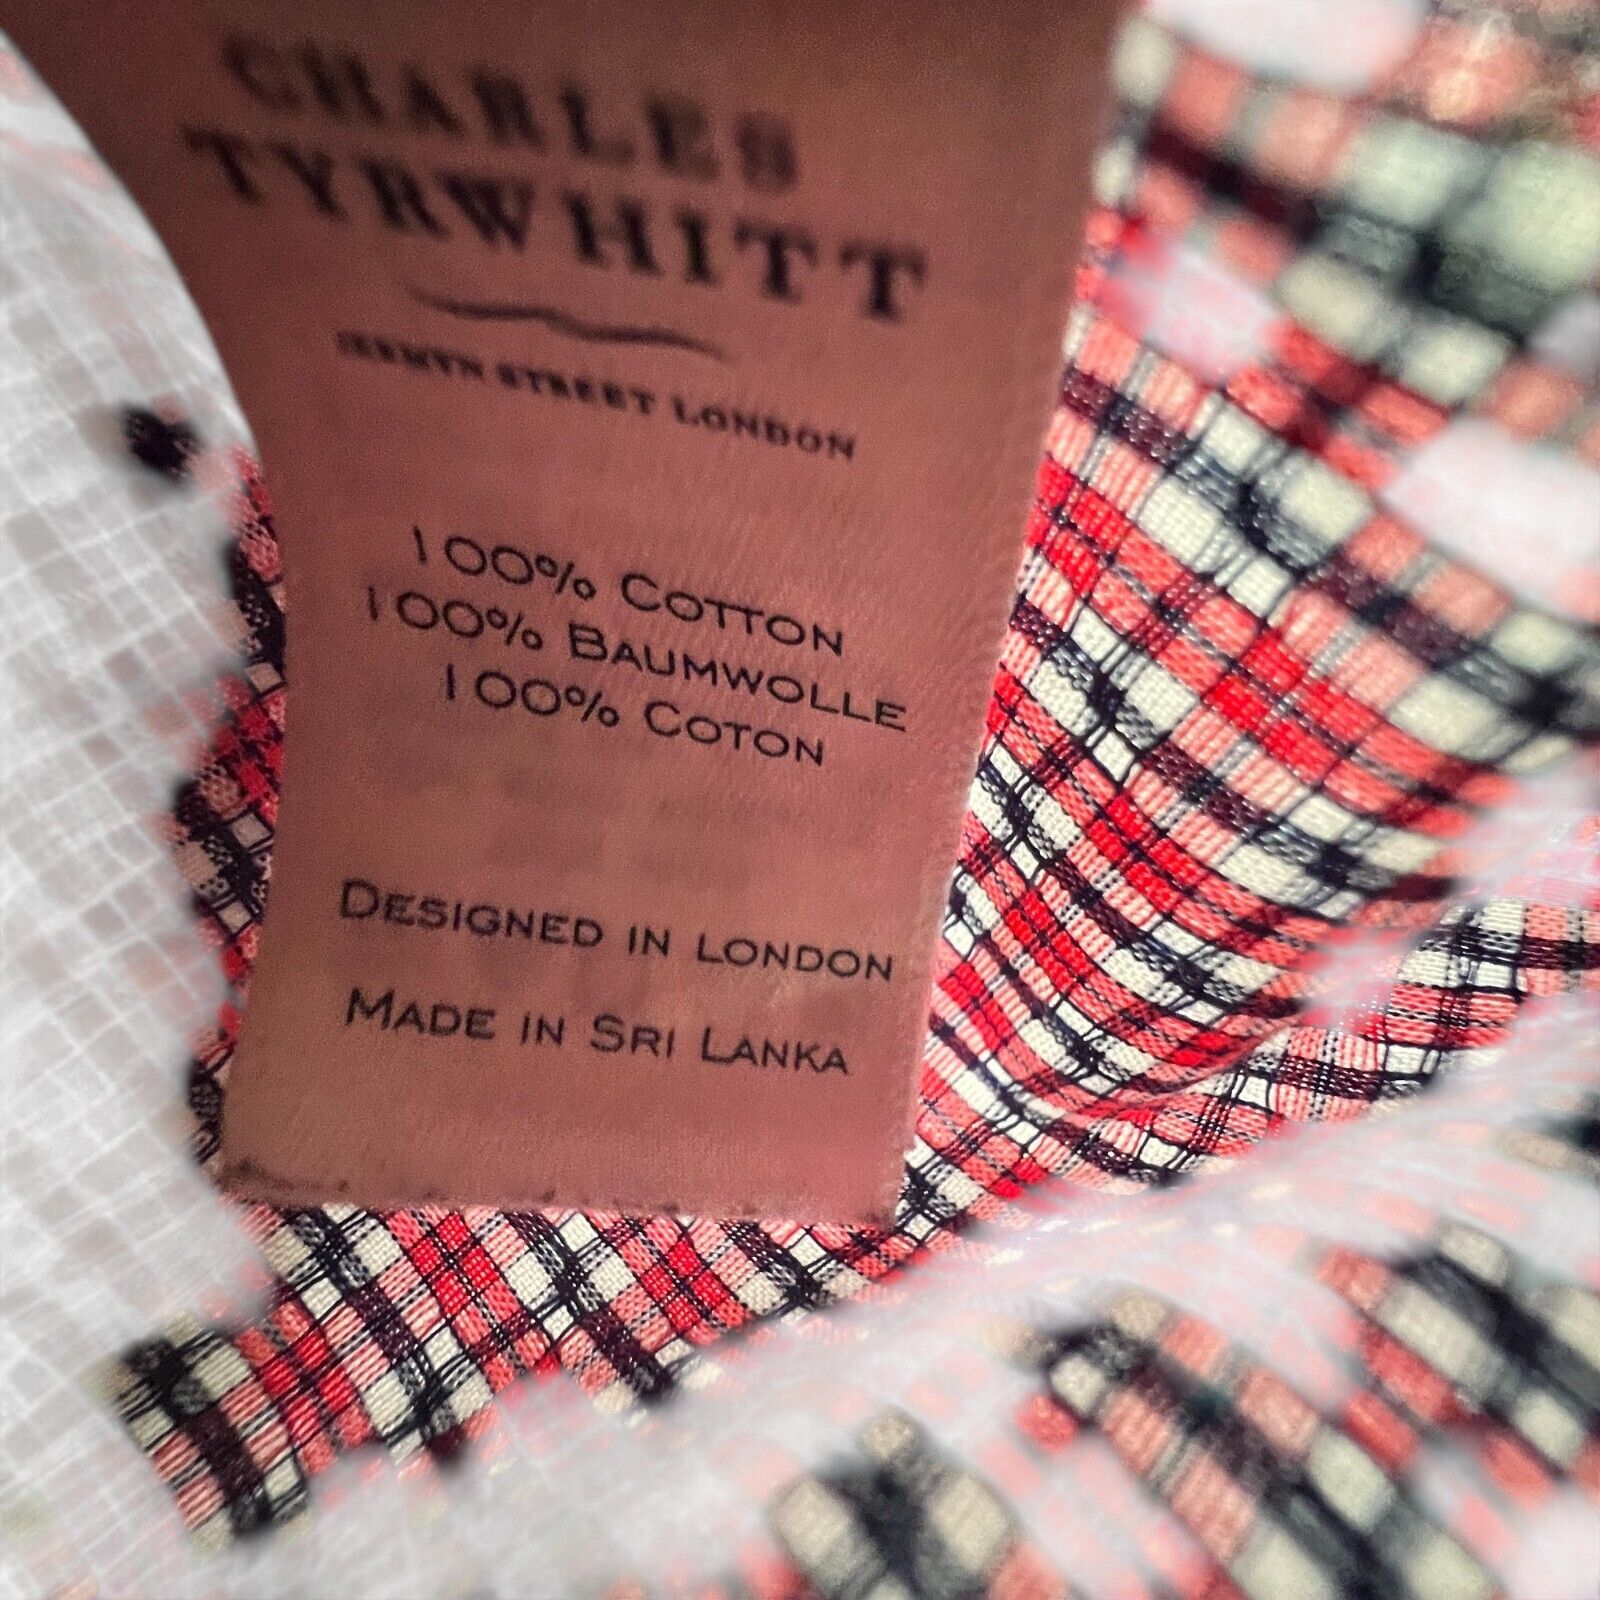 CHARLES
TYRWHITT
JERMYN STREET LONDON
100% COTTON
100% BAUMWOLLE
100% COTON
DESIGNED IN LONDON
MADE IN SRI LANKA